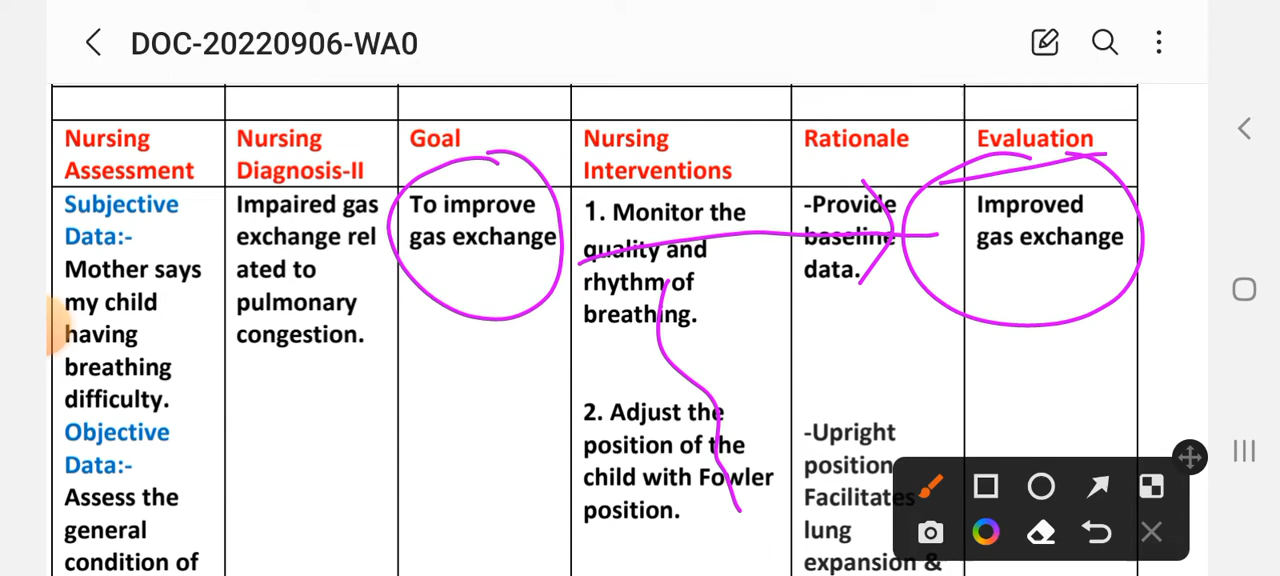 DOC-20220906-WA0
Nursing
Assessment
Nursing
Diagnosis-II
Goal
Nursing
Interventions
Rationale
Evaluation
Subjective
Data:-
Mother says
my child
having
breathing
difficulty.
Objective
Data:-
Assess the
general
condition of
Impaired gas
exchange rel
ated to
pulmonary
congestion.
To improve
gas exchange
1. Monitor the
quality and
rhythm of
breathing.
2. Adjust the
position of the
child with Fowler
position.
-Provide
baseline
data.
-Upright
position
Facilitates
lung
expansion &
Improved
gas exchange